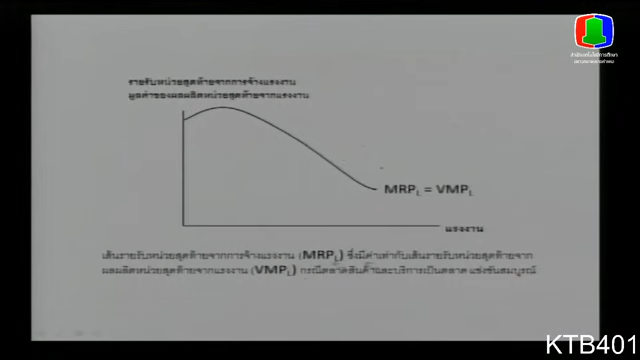 รายรับหน่วยสุดท้ายจากการจ้างแรงงาน
มูลค่าของผลผลิตหน่วยสุดท้ายจากแรงงาน
MRPL = VMPL
แรงงาน
เส้นรายรับหน่วยสุดท้ายจากการจ้างแรงงาน (MRPL) ซึ่งมีค่าเท่ากับเส้นรายรับหน่วยสุดท้ายจาก
ผลผลิตหน่วยสุดท้ายจากแรงงาน (VMPL) กรณีตลาดสินค้าและบริการเป็นตลาด แข่งขันสมบูรณ์
KTB401